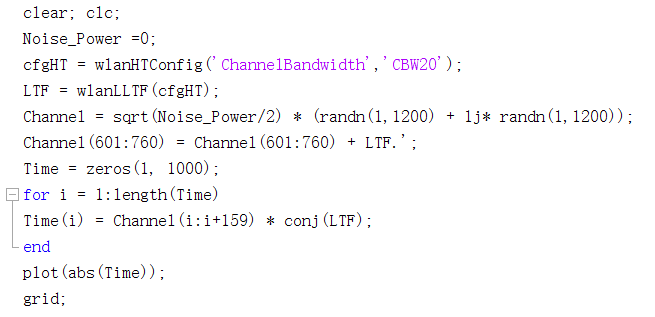 clear; clc;
Noise_Power =0;
cfgHT = wlanHTConfig('ChannelBandwidth','CBW20');
LTF = wlanLLTF(cfgHT);
Channel = sqrt(Noise_Power/2) * (randn(1,1200) + 1j* randn(1,1200));
Channel(601:760) = Channel(601:760) + LTF.';
Time = zeros(1, 1000);
for i = 1:length(Time)
Time(i) = Channel(i:i+159) * conj(LTF);
end
plot(abs(Time));
grid;